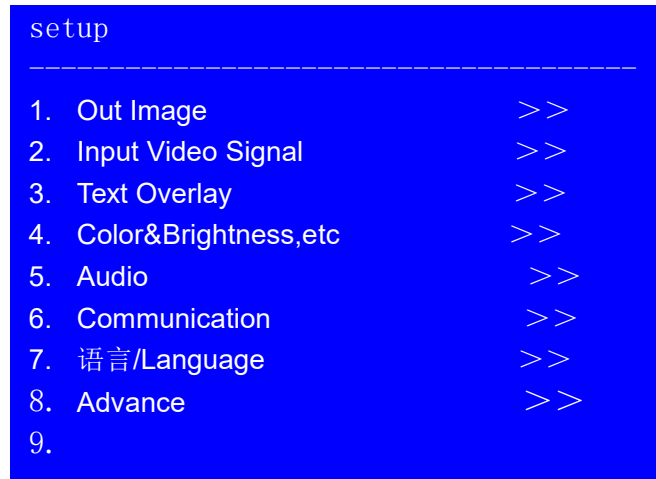 setup
--------------------------------------
1. Out Image >>
2. Input Video Signal >>
3. Text Overlay >>
4. Color&Brightness,etc >>
5. Audio >>
6. Communication >>
7. 语言/Language >>
8. Advance >>
9.